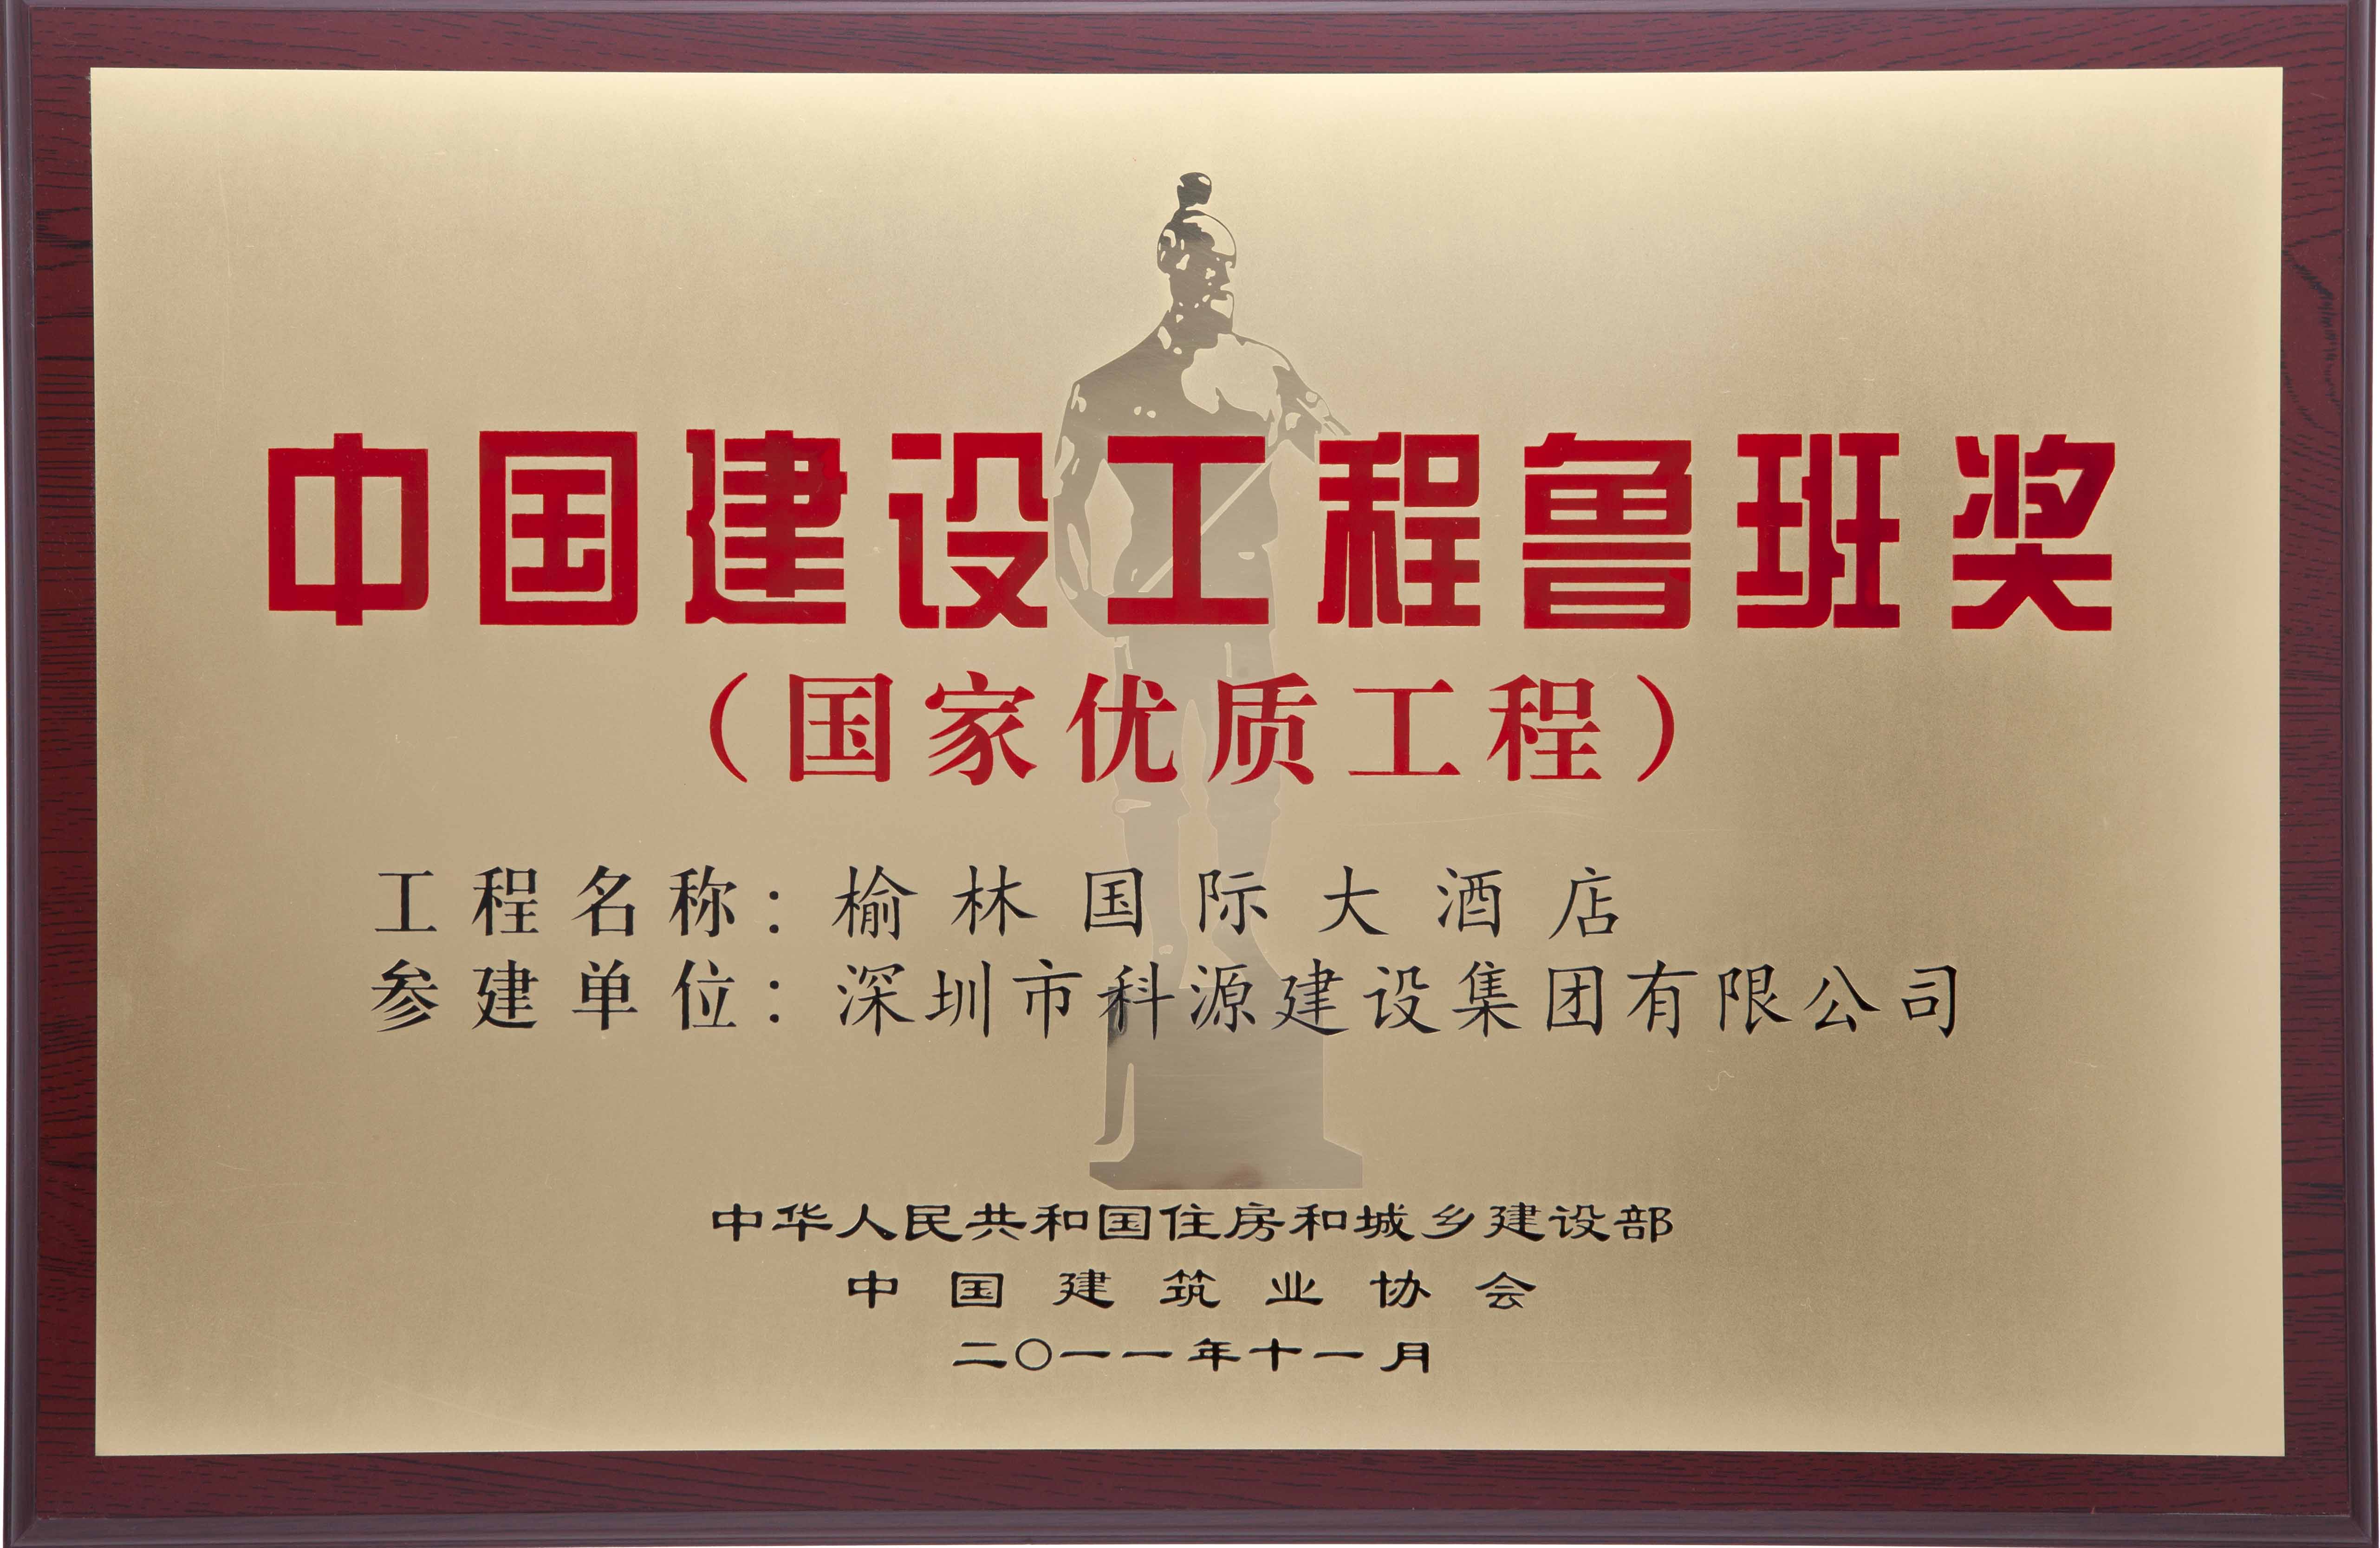 中国建设工程鲁班奖
（国家优质工程）
工程名称：榆林国际大酒店
参建单位：深圳市科源建设集团有限公司
中华人民共和国住房和城乡建设部
中国建筑业协会
二〇一一年十一月